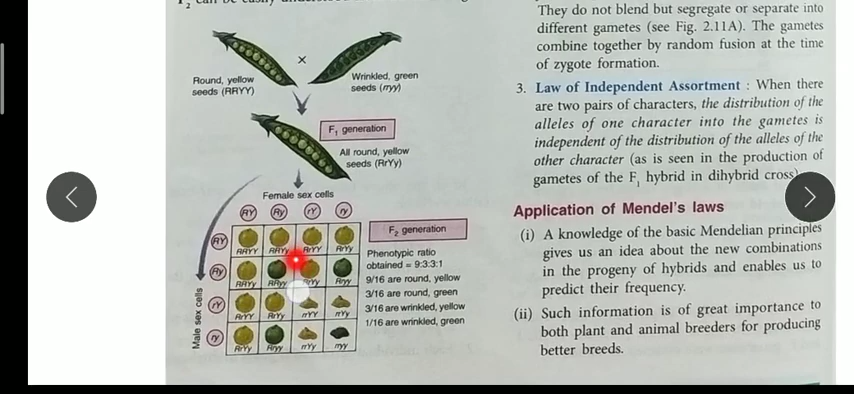 F2 can be easily
Round, yellow
seeds (RRYY)
×
Wrinkled, green
seeds (rryy)
F1 generation
All round, yellow
seeds (RrYy)
Female sex cells
RY Ry rY ry
Male sex cells
RY
RRYY RRYy RrYY RrYy
Ry
RRYy RRyy RrYy Rryy
rY
RrYY RrYy rrYY rrYy
ry
RrYy Rryy rrYy rryy
F2 generation
Phenotypic ratio
obtained = 9:3:3:1
9/16 are round, yellow
3/16 are round, green
3/16 are wrinkled, yellow
1/16 are wrinkled, green
They do not blend but segregate or separate into
different gametes (see Fig. 2.11A). The gametes
combine together by random fusion at the time
of zygote formation.
3. Law of Independent Assortment : When there
are two pairs of characters, the distribution of the
alleles of one character into the gametes is
independent of the distribution of the alleles of the
other character (as is seen in the production of
gametes of the F1 hybrid in dihybrid cross)
Application of Mendel's laws
(i) A knowledge of the basic Mendelian principles
gives us an idea about the new combinations
in the progeny of hybrids and enables us to
predict their frequency.
(ii) Such information is of great importance to
both plant and animal breeders for producing
better breeds.